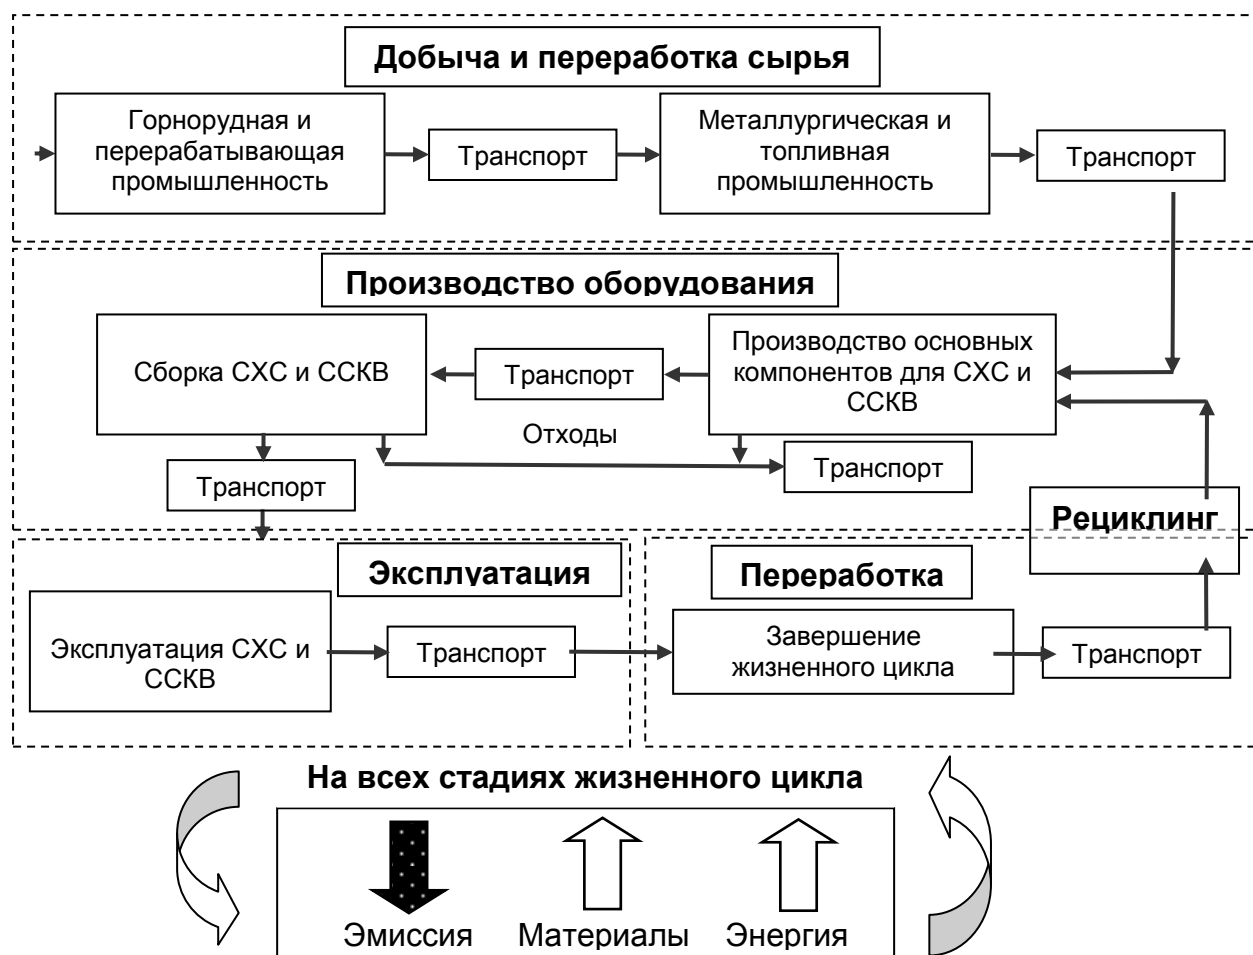 Добыча и переработка сырья
Горнорудная и
перерабатывающая
промышленность
Транспорт
Металлургическая и
топливная
промышленность
Транспорт
Производство оборудования
Сборка СХС и ССКВ
Транспорт
Производство основных
компонентов для СХС и
ССКВ
Отходы
Транспорт
Транспорт
Рециклинг
Эксплуатация
Переработка
Эксплуатация СХС и
ССКВ
Транспорт
Завершение
жизненного цикла
Транспорт
На всех стадиях жизненного цикла
Эмиссия
Материалы
Энергия